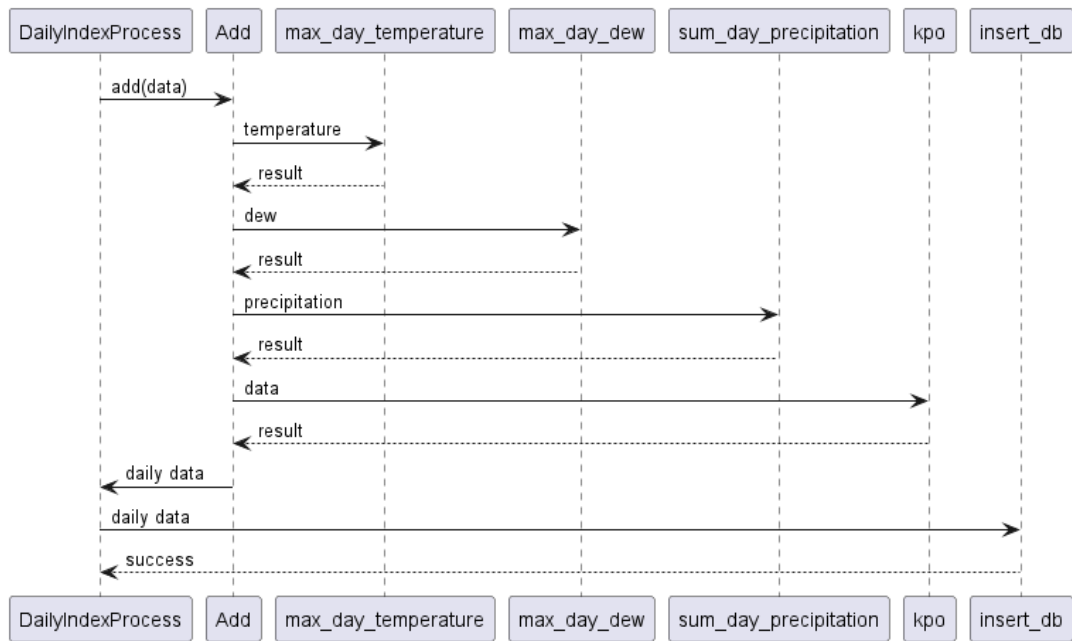 DailyIndexProcess Add max_day_temperature max_day_dew sum_day_precipitation kpo insert_db
add(data)
temperature
result
dew
result
precipitation
result
data
result
daily data
daily data
success
DailyIndexProcess Add max_day_temperature max_day_dew sum_day_precipitation kpo insert_db